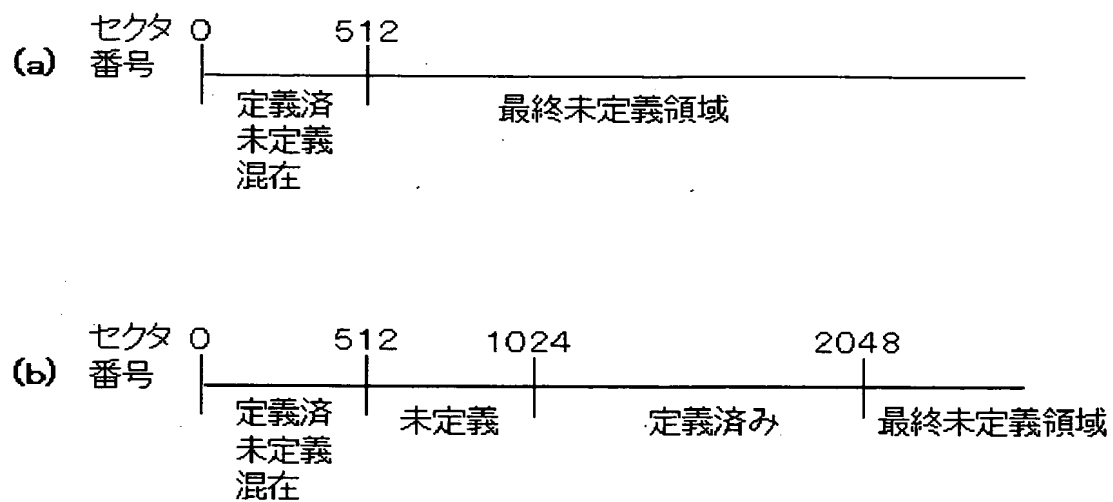 セクタ 0 512
(a) 番号
定義済 最終未定義領域
未定義
混在
セクタ 0 512 1024 2048
(b) 番号
定義済 未定義 定義済み 最終未定義領域
未定義
混在